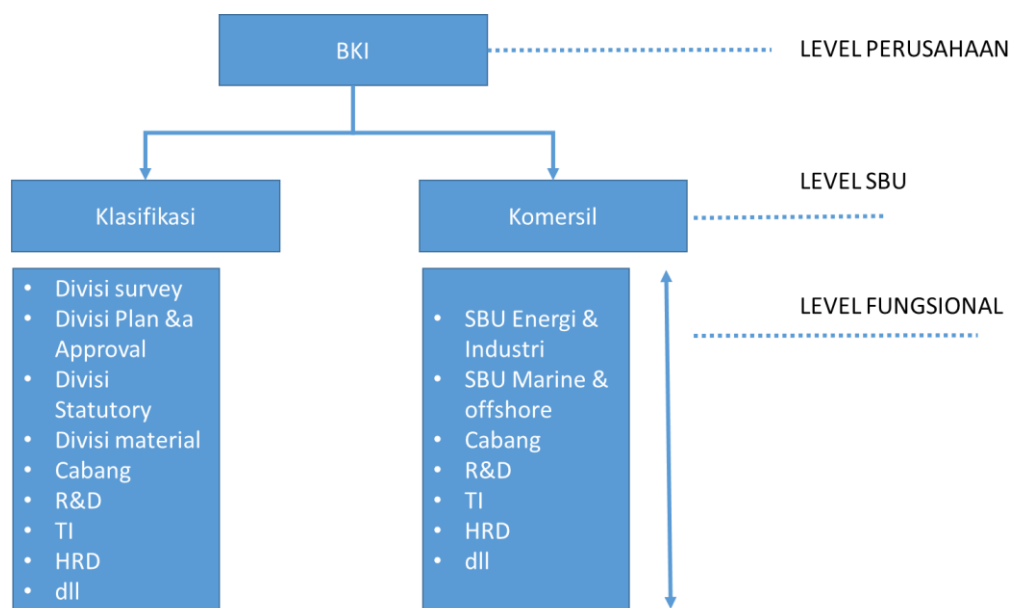 BKI
LEVEL PERUSAHAAN
LEVEL SBU
Klasifikasi
Komersil
LEVEL FUNGSIONAL
• Divisi survey
• Divisi Plan &a
Approval
• Divisi
Statutory
• Divisi material
• Cabang
• R&D
• TI
• HRD
• dll
• SBU Energi &
Industri
• SBU Marine &
offshore
• Cabang
• R&D
• TI
• HRD
• dll